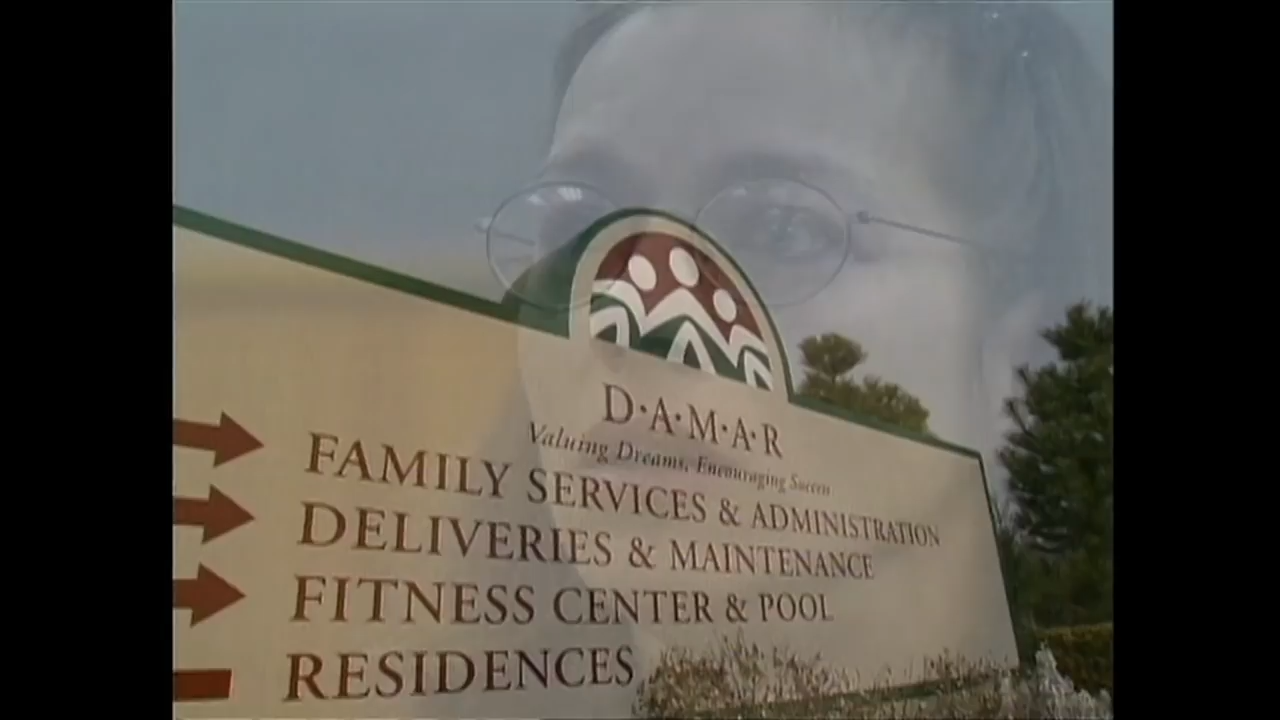 D·A·M·A·R
Valuing Dreams, Encouraging Success
FAMILY SERVICES & ADMINISTRATION
DELIVERIES & MAINTENANCE
FITNESS CENTER & POOL
RESIDENCES